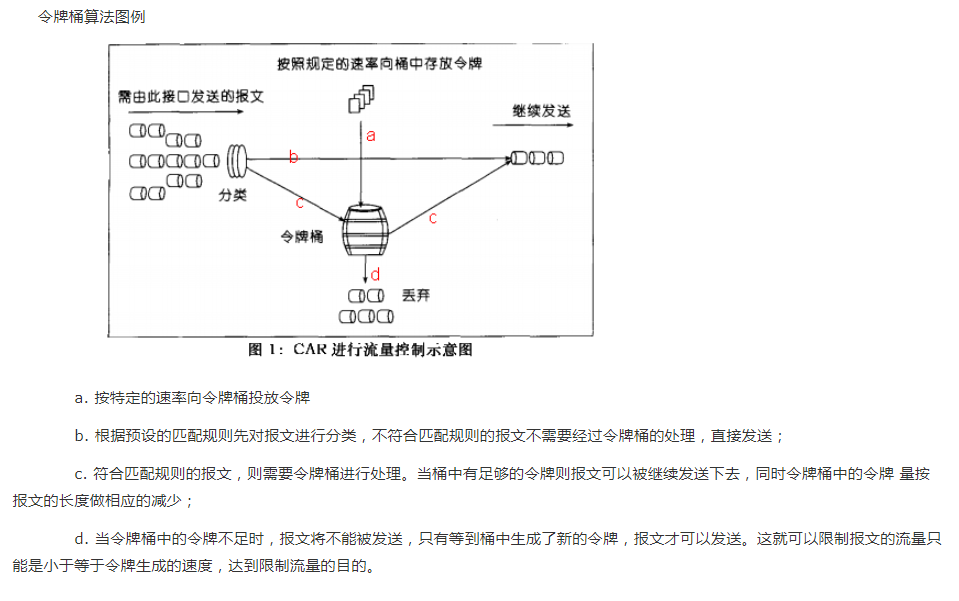 令牌桶算法图例
按照规定的速率向桶中存放令牌
需由此接口发送的报文
继续发送
a
b
分类
c
c
令牌桶
d
丢弃
图 1：CAR 进行流量控制示意图
a. 按特定的速率向令牌桶投放令牌
b. 根据预设的匹配规则先对报文进行分类，不符合匹配规则的报文不需要经过令牌桶的处理，直接发送；
c. 符合匹配规则的报文，则需要令牌桶进行处理。当桶中有足够的令牌则报文可以被继续发送下去，同时令牌桶中的令牌 量按
报文的长度做相应的减少；
d. 当令牌桶中的令牌不足时，报文将不能被发送，只有等到桶中生成了新的令牌，报文才可以发送。这就可以限制报文的流量只
能是小于等于令牌生成的速度，达到限制流量的目的。